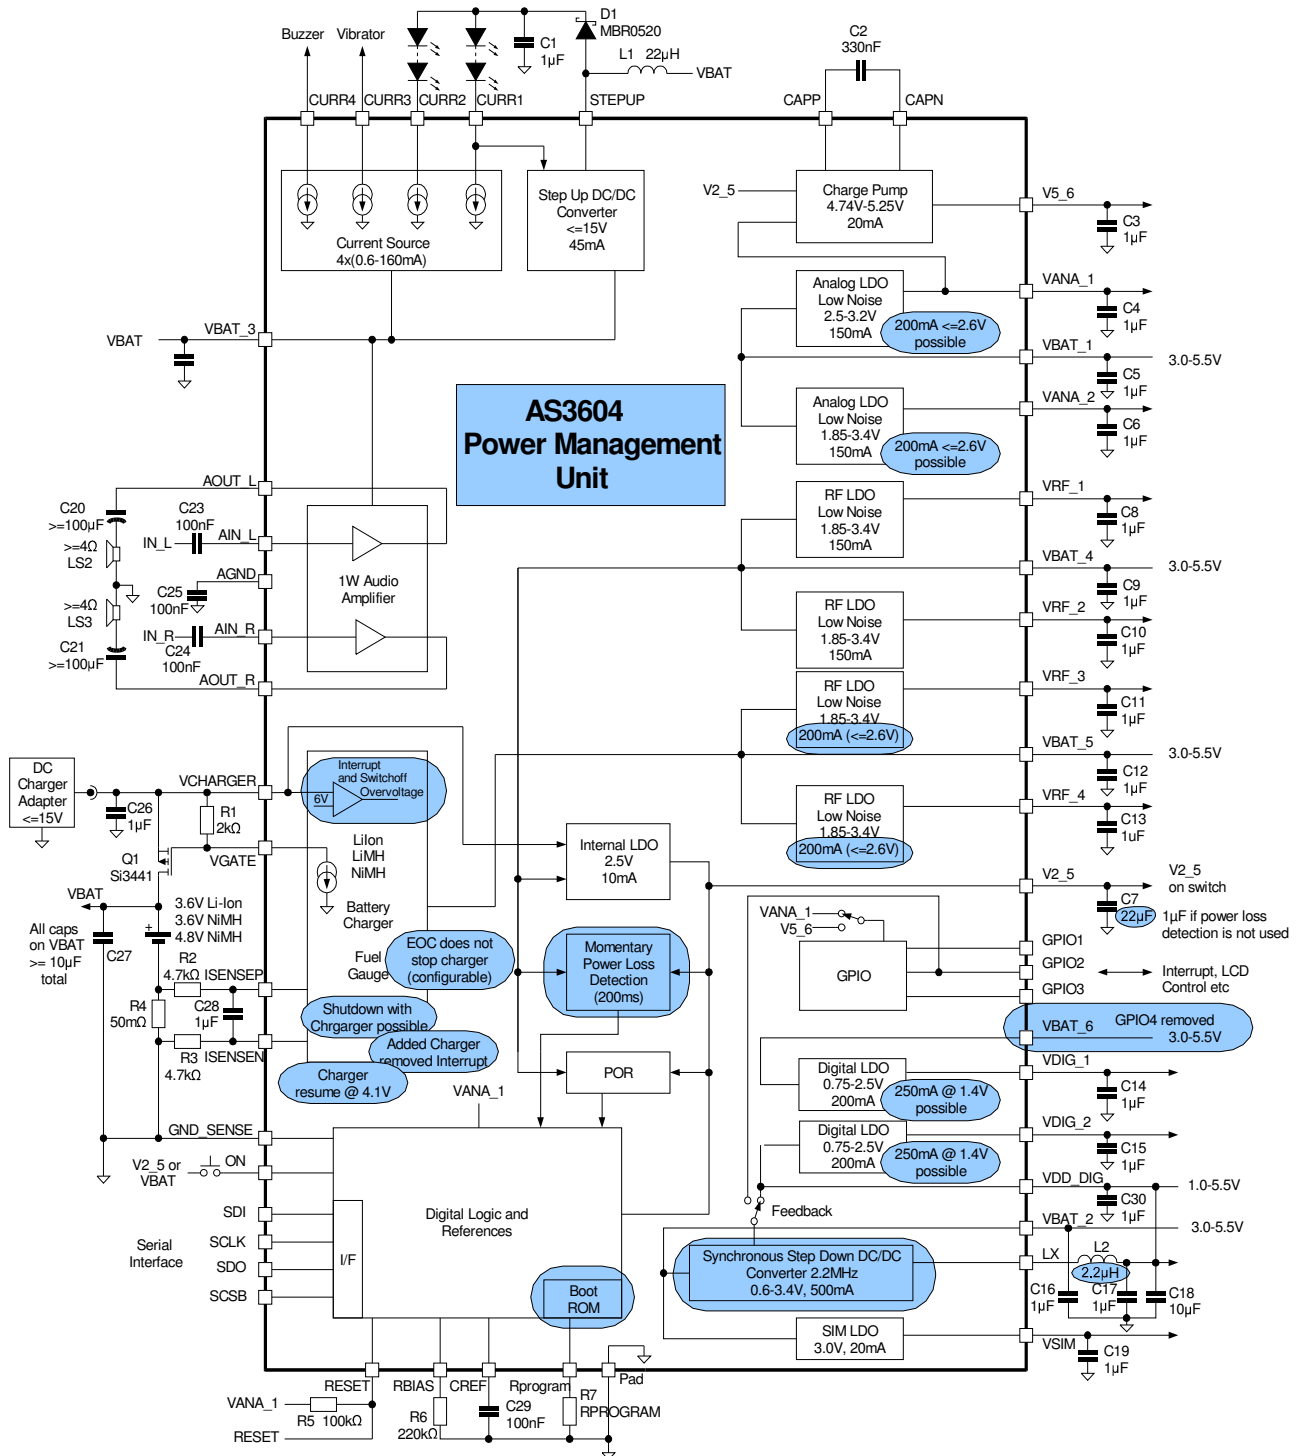 D1
MBR0520
Buzzer
Vibrator
C1
1µF
L1 22µH
VBAT
C2
330nF
CURR4
CURR3
CURR2
CURR1
STEPUP
CAPP
CAPN
Current Source
4x(0.6-160mA)
Step Up DC/DC
Converter
<=15V
45mA
V2_5
Charge Pump
4.74V-5.25V
20mA
V5_6
C3
1µF
Analog LDO
Low Noise
2.5-3.2V
150mA
200mA <=2.6V
possible
VANA_1
C4
1µF
VBAT
VBAT_3
VBAT_1
3.0-5.5V
C5
1µF
AS3604
Power Management
Unit
Analog LDO
Low Noise
1.85-3.4V
150mA
200mA <=2.6V
possible
VANA_2
C6
1µF
AOUT_L
C20
>=100µF
C23
100nF
IN_L
AIN_L
>=4Ω
LS2
AGND
C25
100nF
>=4Ω
LS3
IN_R
AIN_R
C21
>=100µF
C24
100nF
AOUT_R
1W Audio
Amplifier
RF LDO
Low Noise
1.85-3.4V
150mA
VRF_1
C8
1µF
VBAT_4
3.0-5.5V
C9
1µF
RF LDO
Low Noise
1.85-3.4V
150mA
VRF_2
C10
1µF
RF LDO
Low Noise
1.85-3.4V
200mA (<=2.6V)
VRF_3
C11
1µF
VBAT_5
3.0-5.5V
C12
1µF
RF LDO
Low Noise
1.85-3.4V
200mA (<=2.6V)
VRF_4
C13
1uF
DC
Charger
Adapter
<=15V
VCHARGER
C26
1µF
R1
2kΩ
Q1
Si3441
VGATE
Interrupt
and Switchoff
Overvoltage
6V
LiIon
LiMH
NiMH
Battery
Charger
Fuel
Gauge
Internal LDO
2.5V
10mA
V2_5
V2_5
on switch
C7
22µF
1µF if power loss
detection is not used
VBAT
3.6V Li-Ion
3.6V NiMH
4.8V NiMH
+
All caps
on VBAT
>= 10µF
total
C27
R2
4.7kΩ
ISENSEP
R4
50mΩ
C28
1µF
R3
4.7kΩ
ISENSEN
EOC does not
stop charger
(configurable)
Shutdown with
Chrgarger possible
Added Charger
removed Interrupt
Charger
resume @ 4.1V
Momentary
Power Loss
Detection
(200ms)
POR
VANA_1
V5_6
GPIO
GPIO1
GPIO2
GPIO3
Interrupt, LCD
Control etc
GPIO4 removed
VBAT_6
3.0-5.5V
Digital LDO
0.75-2.5V
200mA
250mA @ 1.4V
possible
VDIG_1
C14
1µF
Digital LDO
0.75-2.5V
200mA
250mA @ 1.4V
possible
VDIG_2
C15
1µF
VANA_1
GND_SENSE
V2_5 or
VBAT
ON
SDI
SCLK
SDO
SCSB
Serial
Interface
I/F
Digital Logic and
References
Boot
ROM
Feedback
VDD_DIG
1.0-5.5V
C30
1µF
VBAT_2
3.0-5.5V
Synchronous Step Down DC/DC
Converter 2.2MHz
0.6-3.4V, 500mA
LX
L2
2.2µH
C16
1µF
C17
1µF
C18
10µF
SIM LDO
3.0V, 20mA
VSIM
C19
1µF
RESET
RBIAS
CREF
Rprogram
Pad
VANA_1
R5 100kΩ
RESET
R6
220kΩ
C29
100nF
R7
RPROGRAM